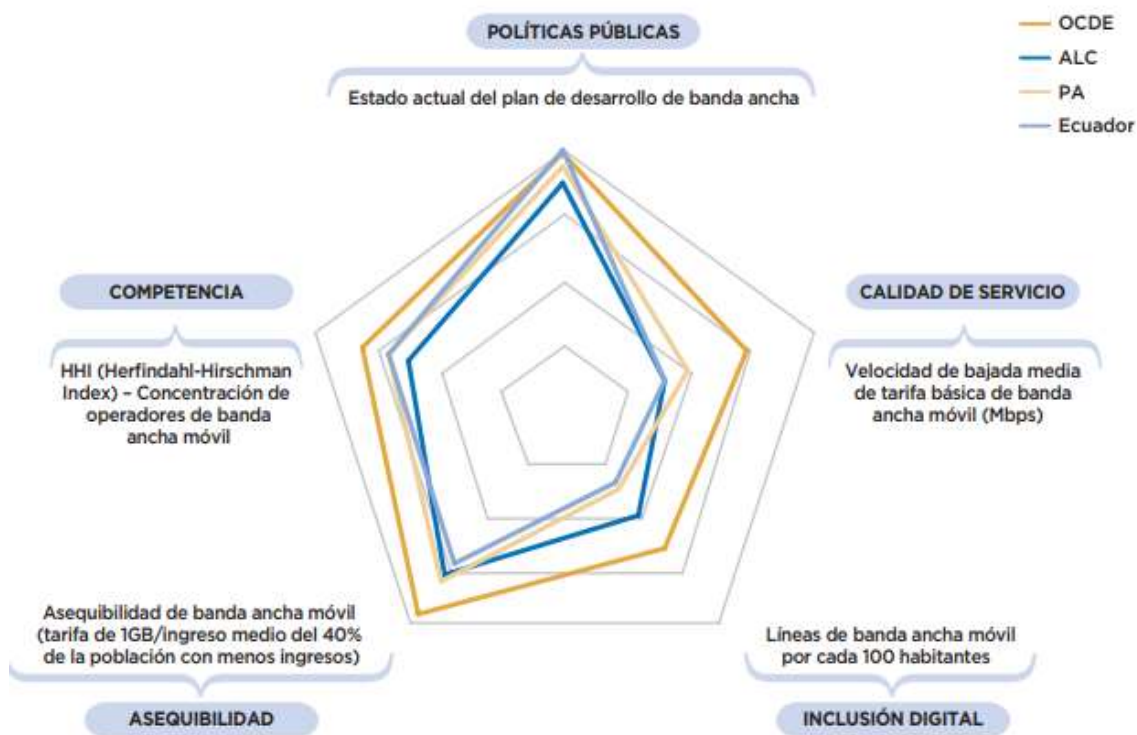 POLÍTICAS PÚBLICAS
Estado actual del plan de desarrollo de banda ancha
OCDE
ALC
PA
Ecuador
COMPETENCIA
HHI (Herfindahl-Hirschman
Index) – Concentración de
operadores de banda
ancha móvil
CALIDAD DE SERVICIO
Velocidad de bajada media
de tarifa básica de banda
ancha móvil (Mbps)
Asequibilidad de banda ancha móvil
(tarifa de 1GB/ingreso medio del 40%
de la población con menos ingresos)
ASEQUIBILIDAD
Líneas de banda ancha móvil
por cada 100 habitantes
INCLUSIÓN DIGITAL